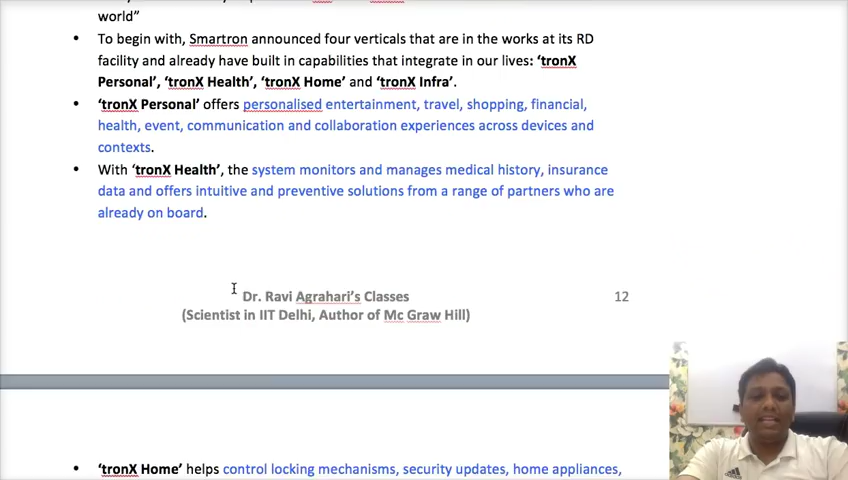 world”
• To begin with, Smartron announced four verticals that are in the works at its RD
facility and already have built in capabilities that integrate in our lives: ‘tronX
Personal’, ‘tronX Health’, ‘tronX Home’ and ‘tronX Infra’.
• ‘tronX Personal’ offers personalised entertainment, travel, shopping, financial,
health, event, communication and collaboration experiences across devices and
contexts.
• With ‘tronX Health’, the system monitors and manages medical history, insurance
data and offers intuitive and preventive solutions from a range of partners who are
already on board.
Dr. Ravi Agrahari’s Classes 12
(Scientist in IIT Delhi, Author of Mc Graw Hill)
• ‘tronX Home’ helps control locking mechanisms, security updates, home appliances,